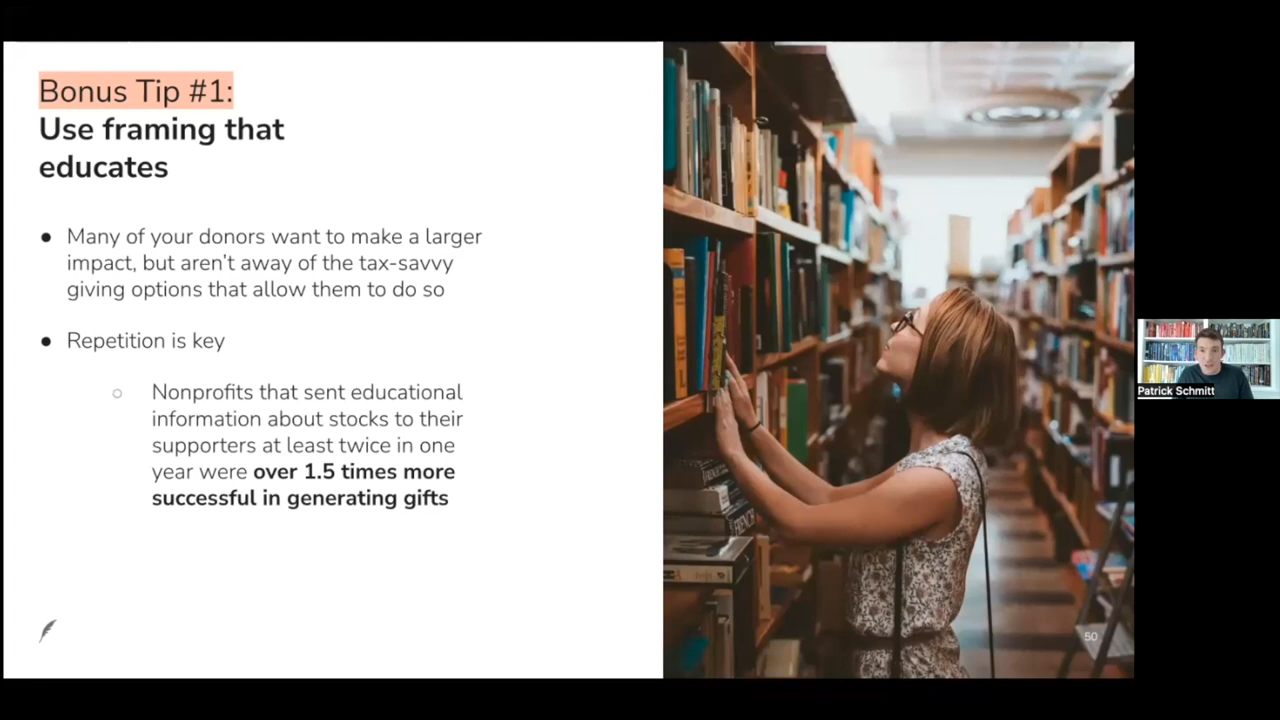 Bonus Tip #1:
Use framing that
educates
● Many of your donors want to make a larger
impact, but aren't away of the tax-savvy
giving options that allow them to do so
● Repetition is key
○ Nonprofits that sent educational
information about stocks to their
supporters at least twice in one
year were over 1.5 times more
successful in generating gifts
FRENCH
50
Patrick Schmitt